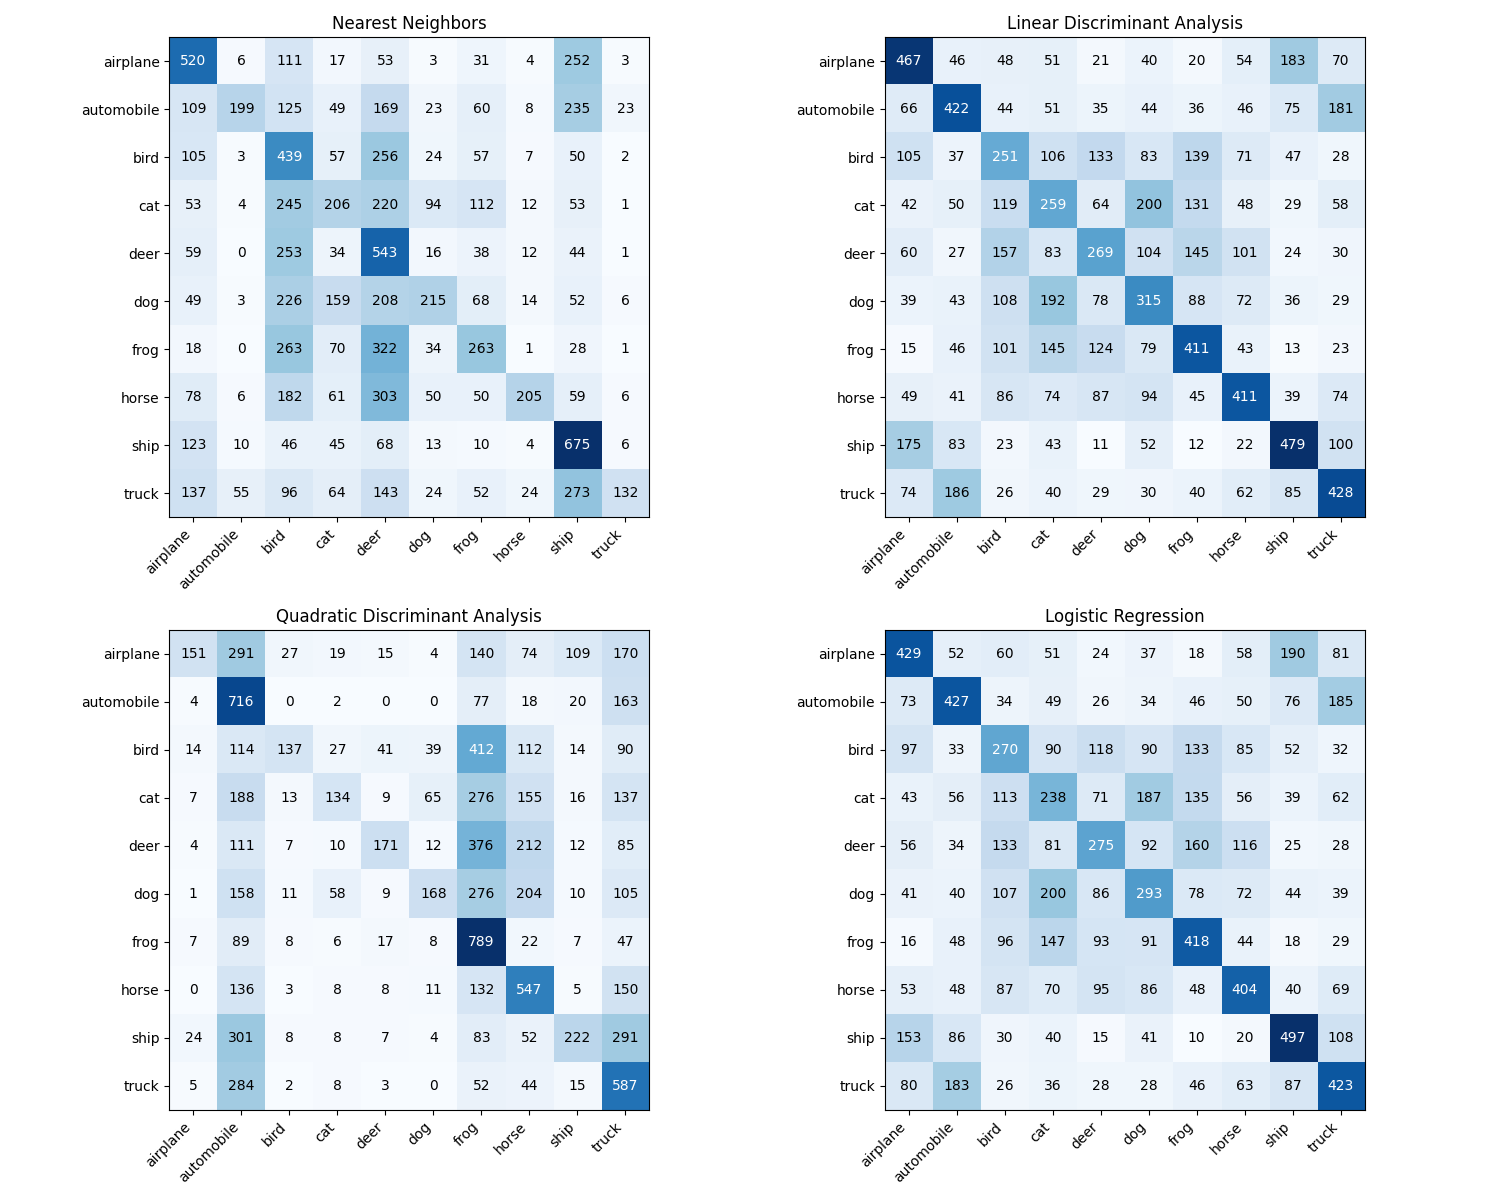 Nearest Neighbors
airplane 520 6 111 17 53 3 31 4 252 3
automobile 109 199 125 49 169 23 60 8 235 23
bird 105 3 439 57 256 24 57 7 50 2
cat 53 4 245 206 220 94 112 12 53 1
deer 59 0 253 34 543 16 38 12 44 1
dog 49 3 226 159 208 215 68 14 52 6
frog 18 0 263 70 322 34 263 1 28 1
horse 78 6 182 61 303 50 50 205 59 6
ship 123 10 46 45 68 13 10 4 675 6
truck 137 55 96 64 143 24 52 24 273 132
airplane automobile bird cat deer dog frog horse ship truck
Linear Discriminant Analysis
airplane 467 46 48 51 21 40 20 54 183 70
automobile 66 422 44 51 35 44 36 46 75 181
bird 105 37 251 106 133 83 139 71 47 28
cat 42 50 119 259 64 200 131 48 29 58
deer 60 27 157 83 269 104 145 101 24 30
dog 39 43 108 192 78 315 88 72 36 29
frog 15 46 101 145 124 79 411 43 13 23
horse 49 41 86 74 87 94 45 411 39 74
ship 175 83 23 43 11 52 12 22 479 100
truck 74 186 26 40 29 30 40 62 85 428
airplane automobile bird cat deer dog frog horse ship truck
Quadratic Discriminant Analysis
airplane 151 291 27 19 15 4 140 74 109 170
automobile 4 716 0 2 0 0 77 18 20 163
bird 14 114 137 27 41 39 412 112 14 90
cat 7 188 13 134 9 65 276 155 16 137
deer 4 111 7 10 171 12 376 212 12 85
dog 1 158 11 58 9 168 276 204 10 105
frog 7 89 8 6 17 8 789 22 7 47
horse 0 136 3 8 8 11 132 547 5 150
ship 24 301 8 8 7 4 83 52 222 291
truck 5 284 2 8 3 0 52 44 15 587
airplane automobile bird cat deer dog frog horse ship truck
Logistic Regression
airplane 429 52 60 51 24 37 18 58 190 81
automobile 73 427 34 49 26 34 46 50 76 185
bird 97 33 270 90 118 90 133 85 52 32
cat 43 56 113 238 71 187 135 56 39 62
deer 56 34 133 81 275 92 160 116 25 28
dog 41 40 107 200 86 293 78 72 44 39
frog 16 48 96 147 93 91 418 44 18 29
horse 53 48 87 70 95 86 48 404 40 69
ship 153 86 30 40 15 41 10 20 497 108
truck 80 183 26 36 28 28 46 63 87 423
airplane automobile bird cat deer dog frog horse ship truck